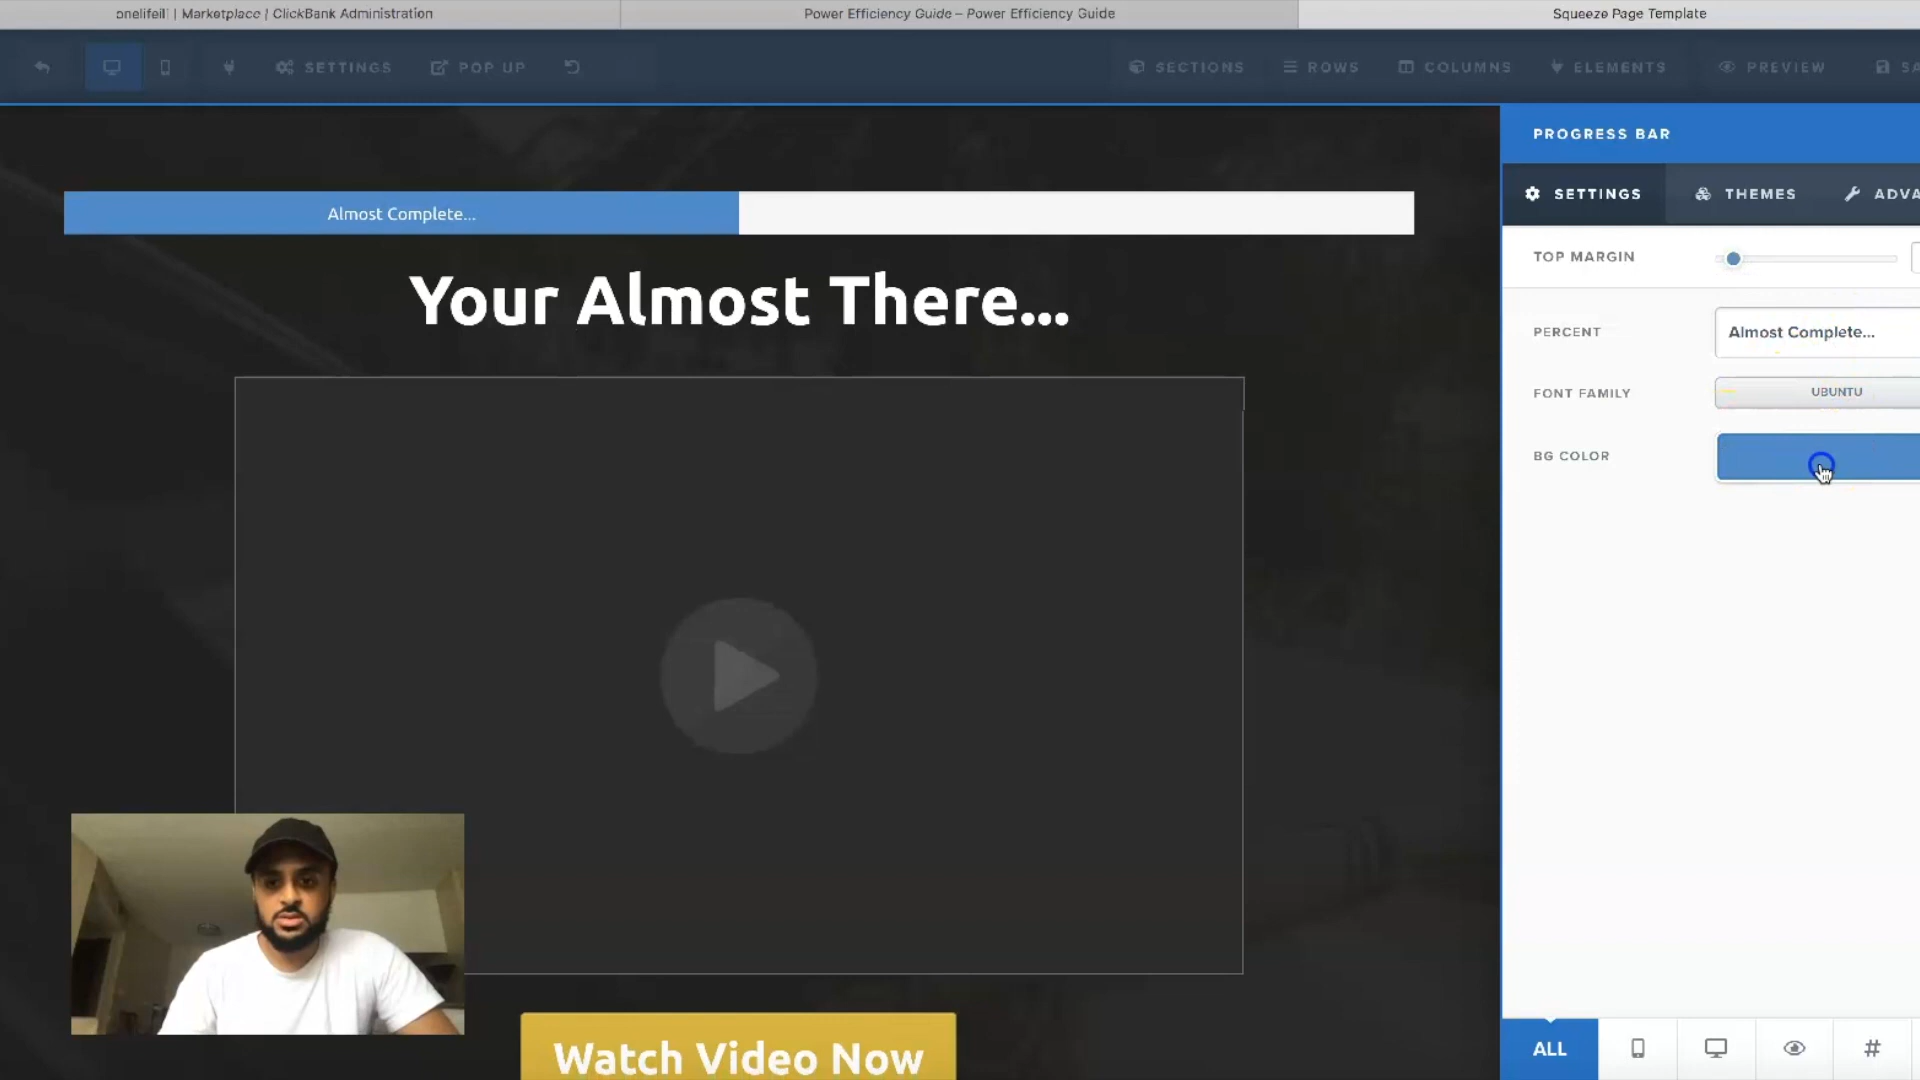 onelifeil | Marketplace | ClickBank Administration
Power Efficiency Guide – Power Efficiency Guide
Squeeze Page Template
SETTINGS
POP UP
SECTIONS
ROWS
COLUMNS
ELEMENTS
PREVIEW
SA
PROGRESS BAR
SETTINGS
THEMES
ADVA
Almost Complete...
TOP MARGIN
Your Almost There...
PERCENT
Almost Complete...
FONT FAMILY
UBUNTU
BG COLOR
Watch Video Now
ALL
#